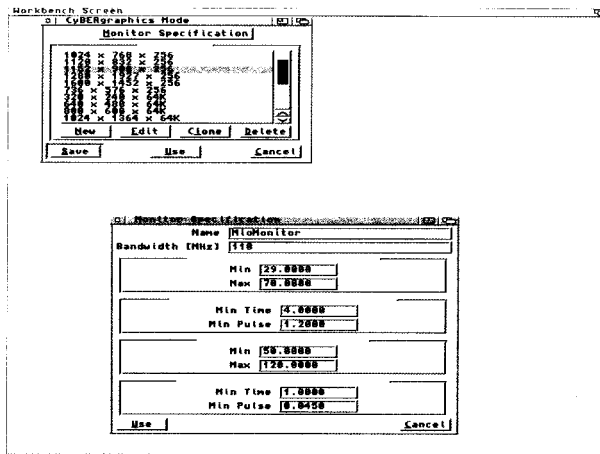 Workbench Screen
CyBERgraphics Mode
Monitor Specification
1024 x 768 x 256
1600 x 1452 x 256
736 x 576 x 256
320 x 240 x 64K
640 x 480 x 64K
800 x 600 x 64K
1024 x 1364 x 64K
New Edit Clone Delete
Save Use Cancel
Monitor Specification
Name MioMonitor
Bandwidth [MHz] 110
Min 29.0000
Max 70.0000
Min Time 4.0000
Min Pulse 1.2000
Min 50.0000
Max 120.0000
Min Time 1.0000
Min Pulse 0.0450
Use Cancel